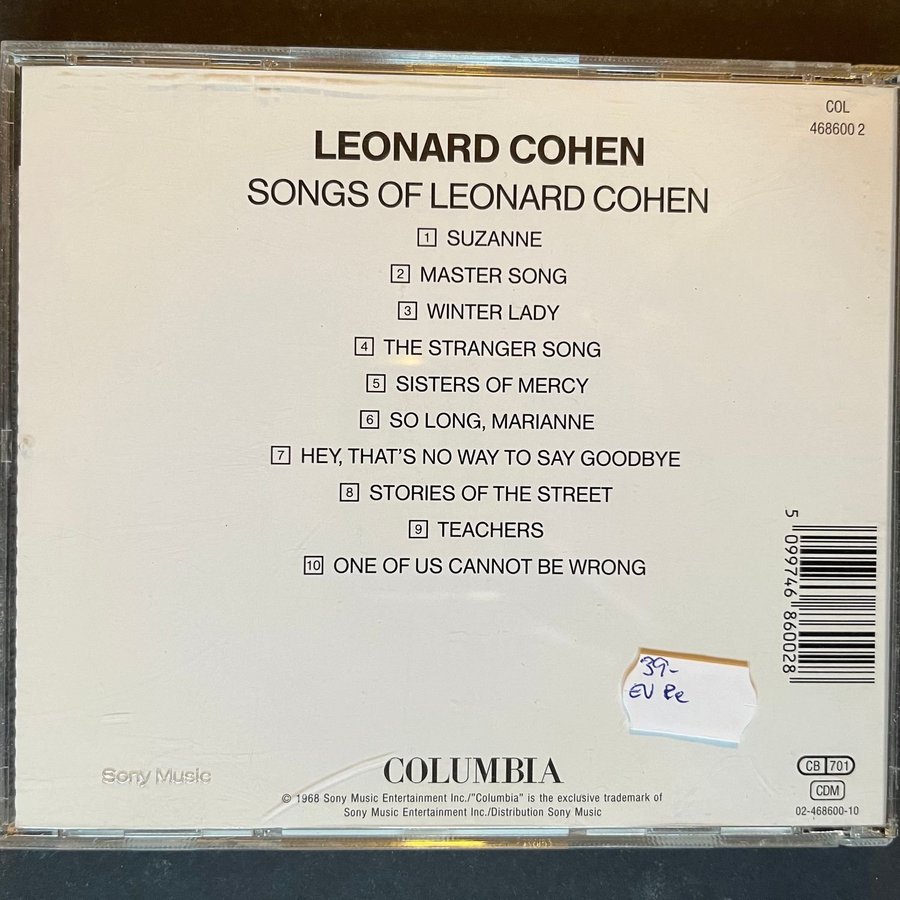 COL
468600 2
LEONARD COHEN
SONGS OF LEONARD COHEN
1 SUZANNE
2 MASTER SONG
3 WINTER LADY
4 THE STRANGER SONG
5 SISTERS OF MERCY
6 SO LONG, MARIANNE
7 HEY, THAT'S NO WAY TO SAY GOODBYE
8 STORIES OF THE STREET
9 TEACHERS
10 ONE OF US CANNOT BE WRONG
5 099746 860028
39-
EV
Sony Music
COLUMBIA
© 1968 Sony Music Entertainment Inc./"Columbia" is the exclusive trademark of
Sony Music Entertainment Inc./Distribution Sony Music
CB 701
CDM
02-468600-10